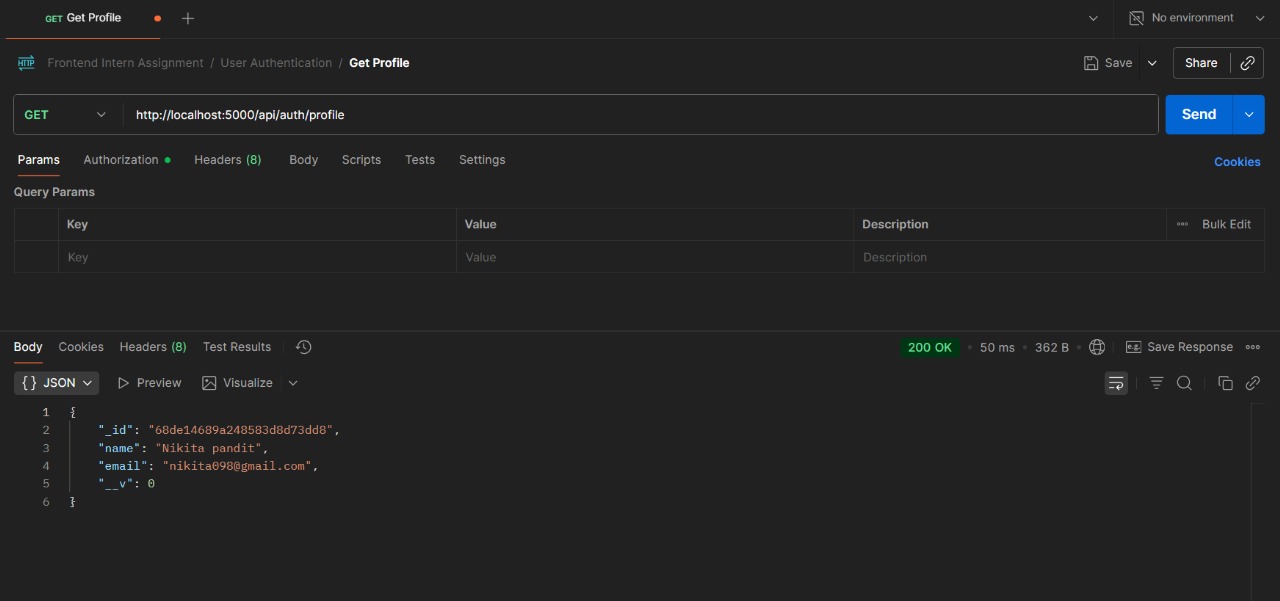 GET Get Profile
No environment
HTTP Frontend Intern Assignment / User Authentication / Get Profile
Save
Share
GET http://localhost:5000/api/auth/profile
Send
Params Authorization Headers (8) Body Scripts Tests Settings
Cookies
Query Params
Key Value Description Bulk Edit
Key Value Description
Body Cookies Headers (8) Test Results
200 OK 50 ms 362 B e.g. Save Response
{} JSON Preview Visualize
1 {
2 "_id": "68de14689a248583d8d73dd8",
3 "name": "Nikita pandit",
4 "email": "nikita098@gmail.com",
5 "__v": 0
6 }